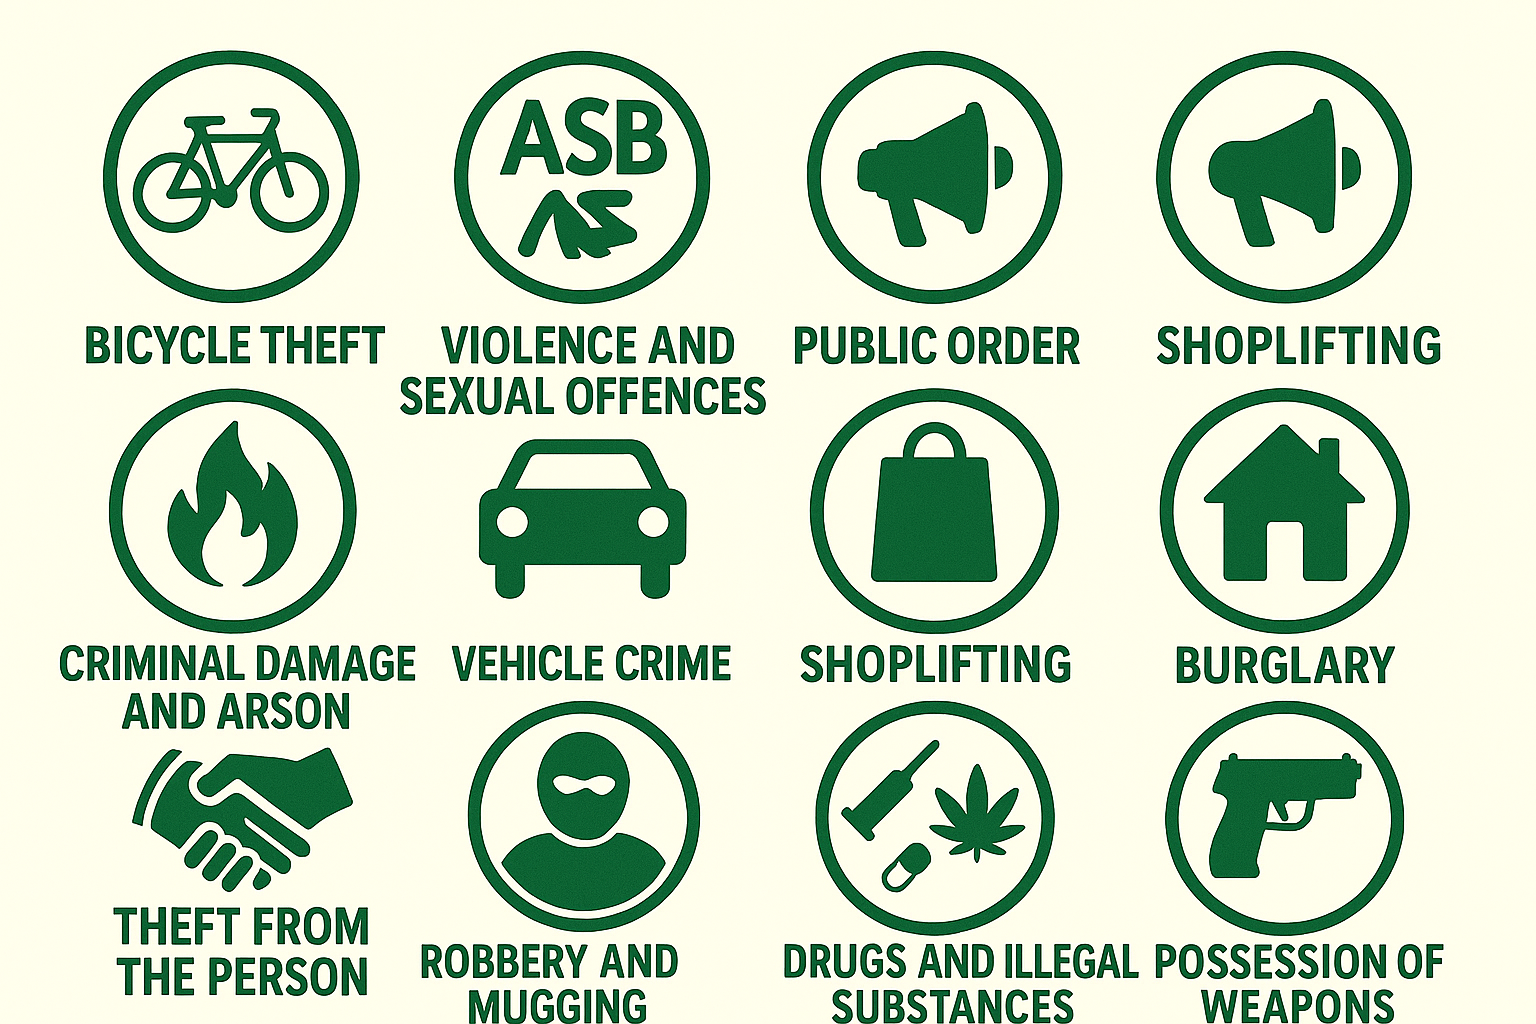 ASB
BICYCLE THEFT
VIOLENCE AND
SEXUAL OFFENCES
PUBLIC ORDER
SHOPLIFTING
CRIMINAL DAMAGE
AND ARSON
VEHICLE CRIME
SHOPLIFTING
BURGLARY
THEFT FROM
THE PERSON
ROBBERY AND
MUGGING
DRUGS AND ILLEGAL
SUBSTANCES
POSSESSION OF
WEAPONS